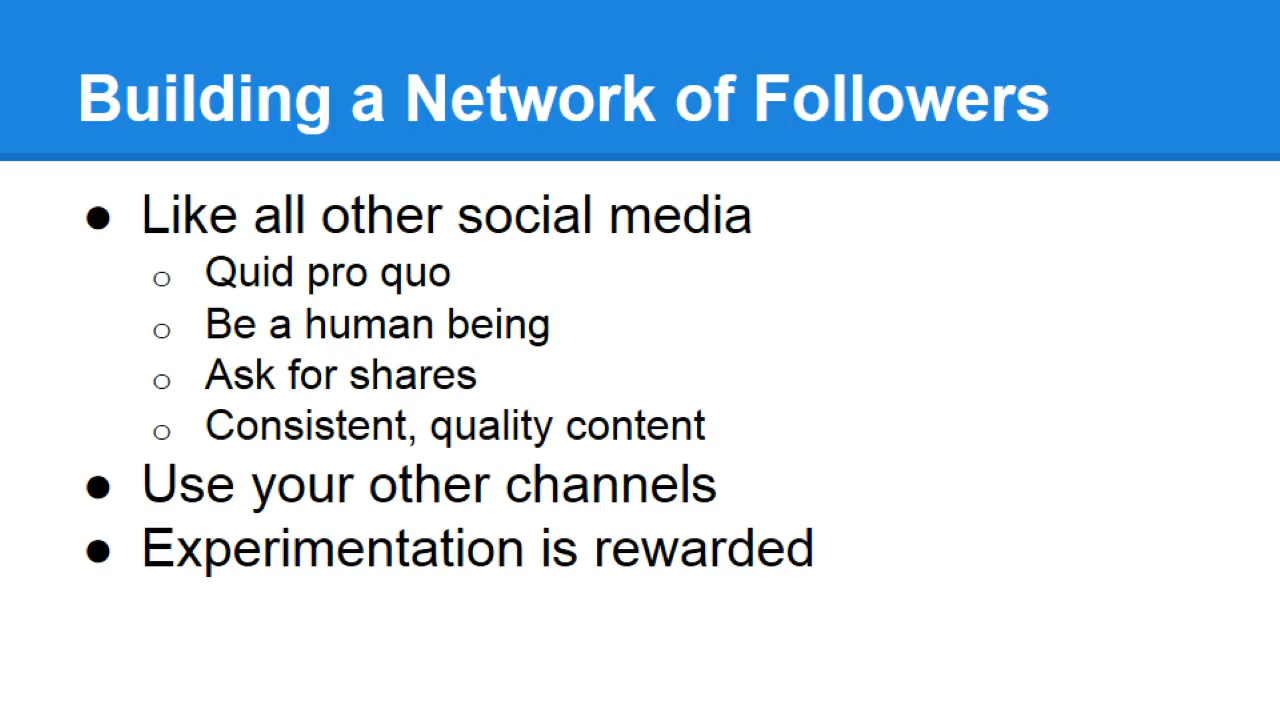 Building a Network of Followers
● Like all other social media
○ Quid pro quo
○ Be a human being
○ Ask for shares
○ Consistent, quality content
● Use your other channels
● Experimentation is rewarded